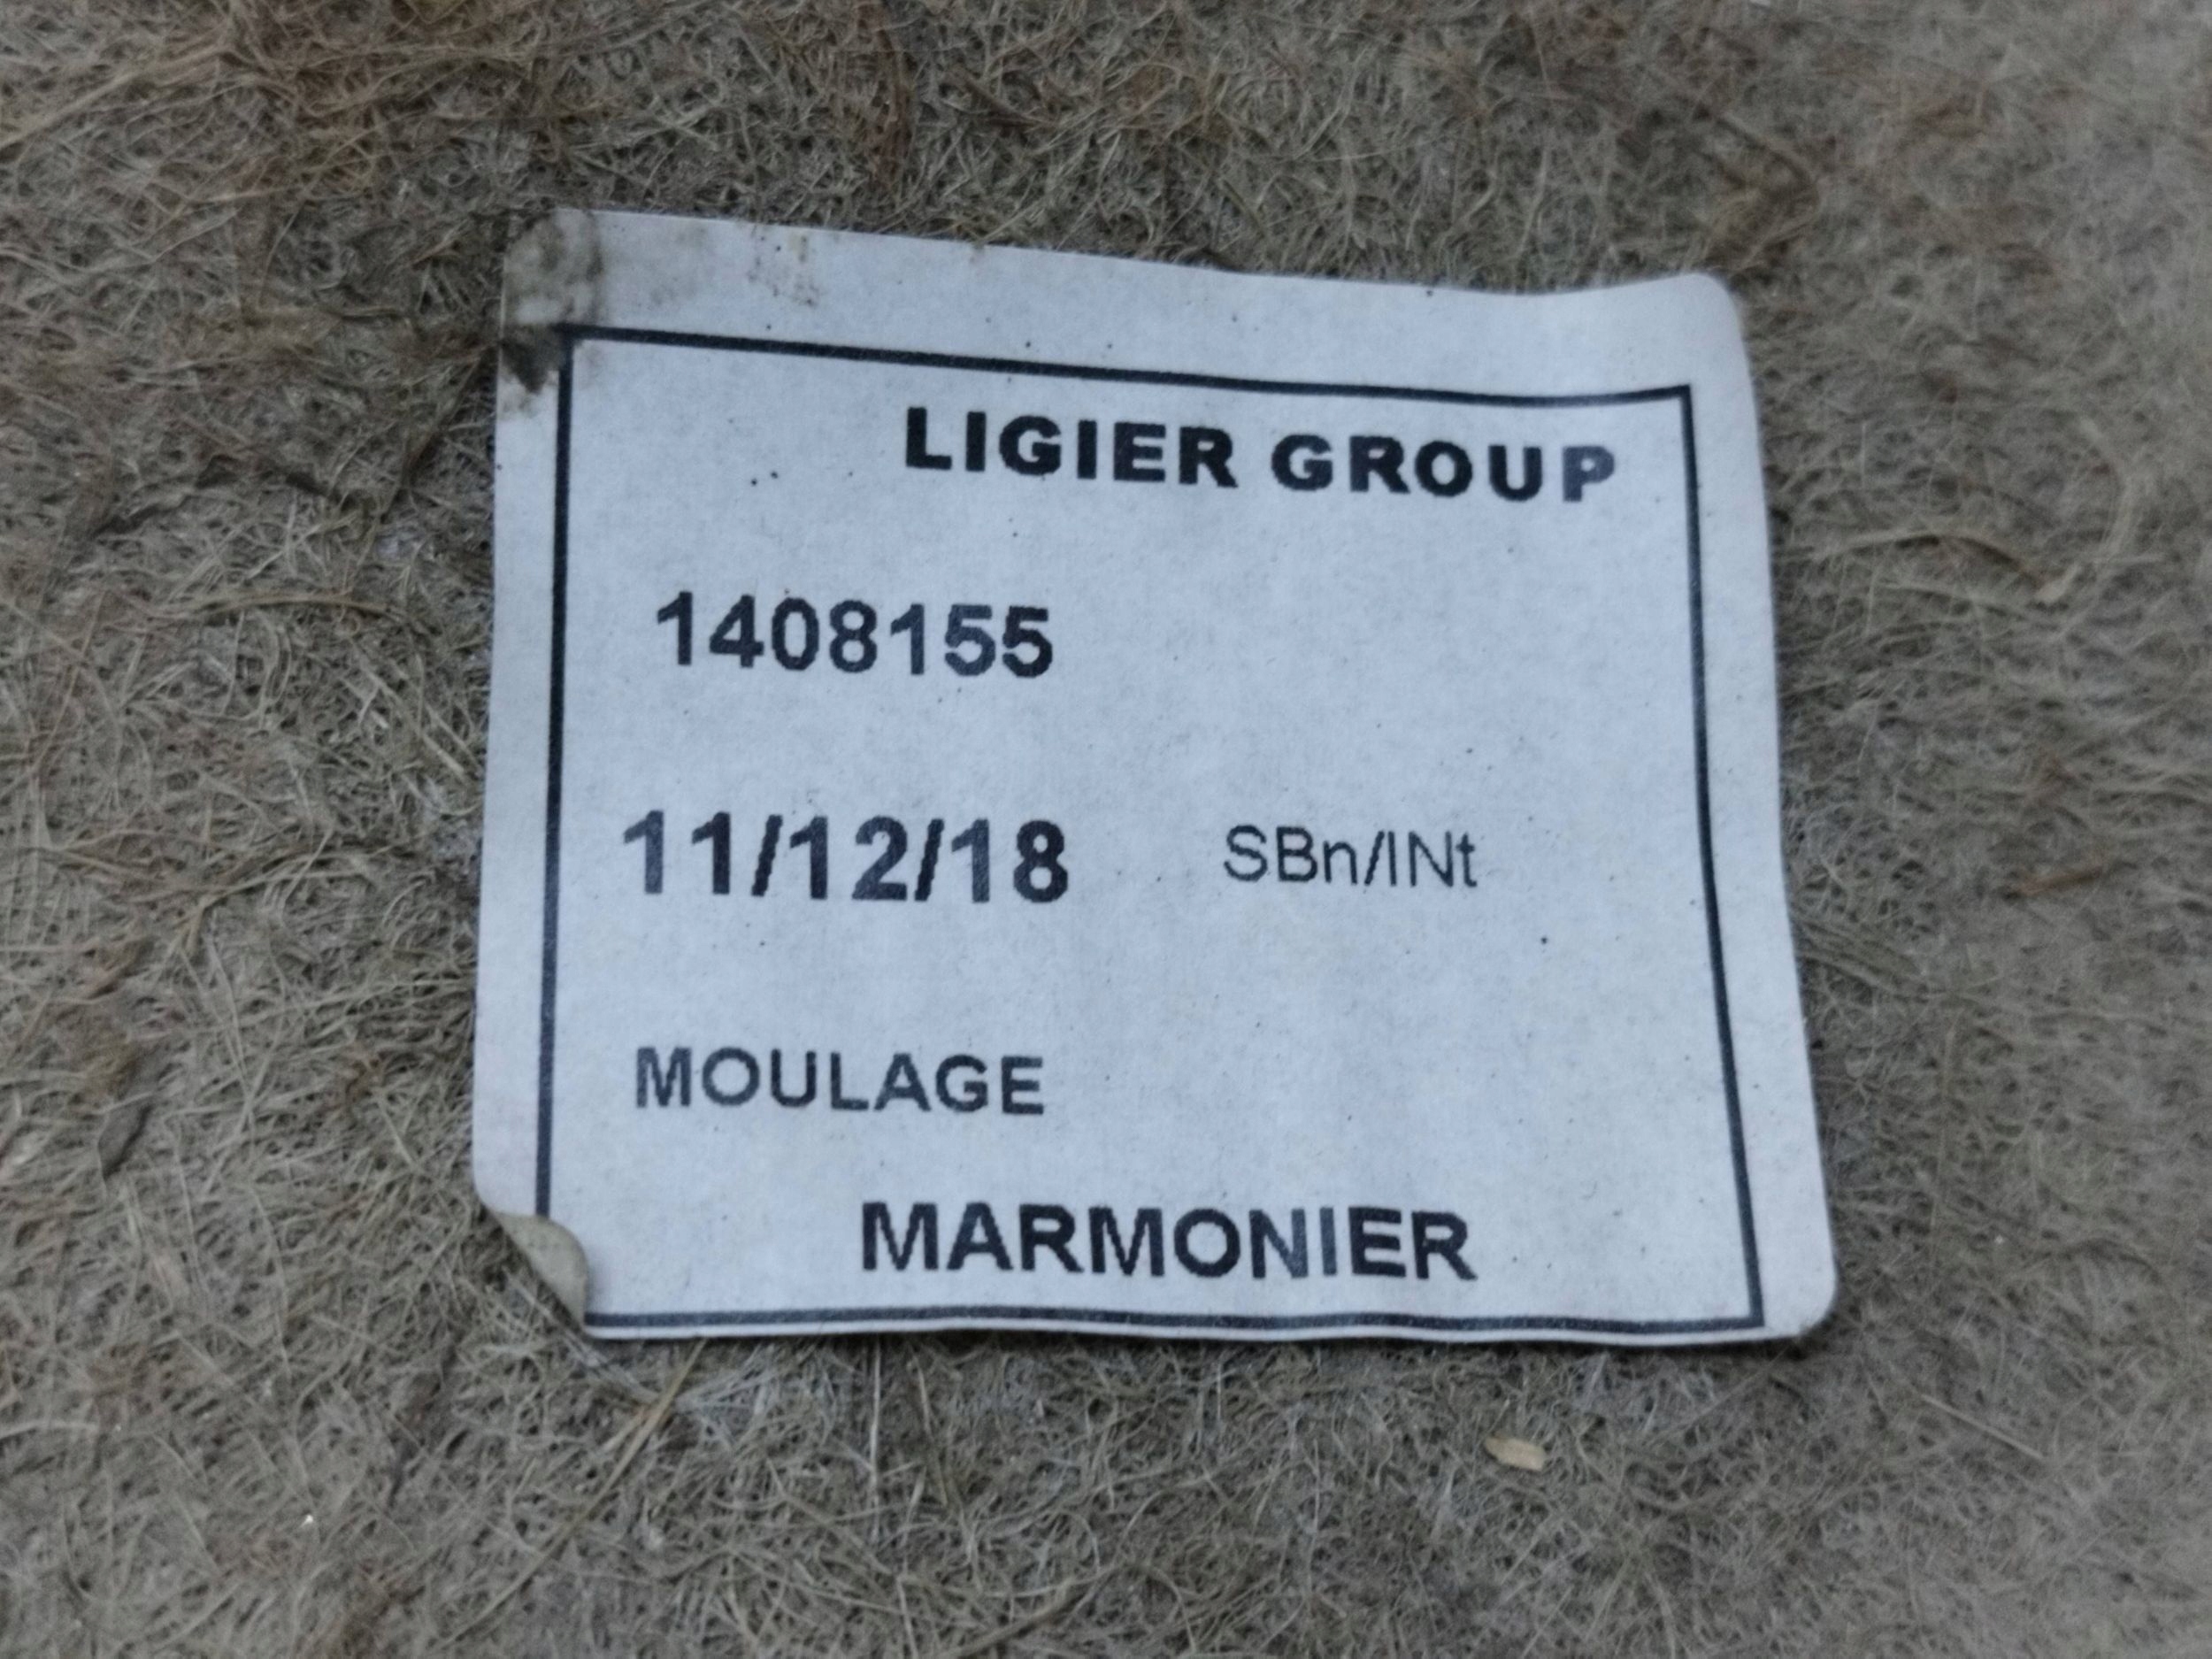 LIGIER GROUP
1408155
11/12/18 SBn/INt
MOULAGE
MARMONIER